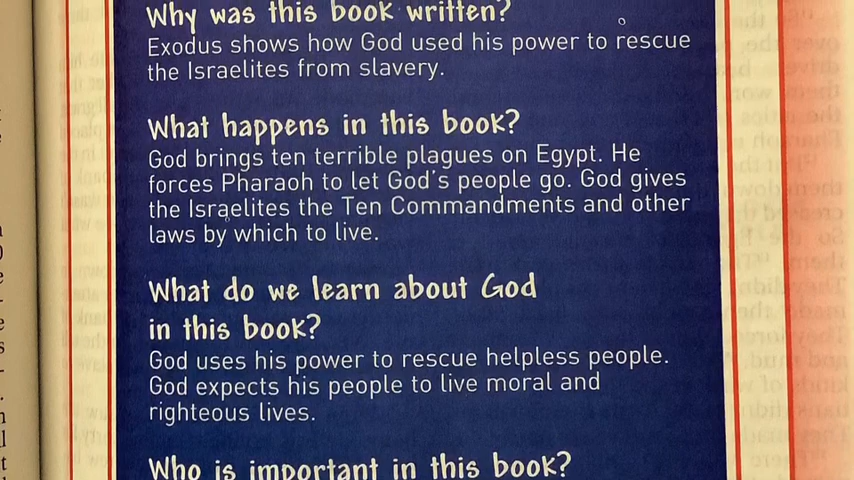 Why was this book written?
Exodus shows how God used his power to rescue
the Israelites from slavery.
What happens in this book?
God brings ten terrible plagues on Egypt. He
forces Pharaoh to let God's people go. God gives
the Israelites the Ten Commandments and other
laws by which to live.
What do we learn about God
in this book?
God uses his power to rescue helpless people.
God expects his people to live moral and
righteous lives.
Who is important in this book?